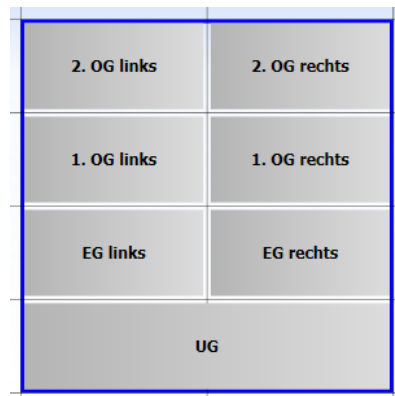 2. OG links
2. OG rechts
1. OG links
1. OG rechts
EG links
EG rechts
UG